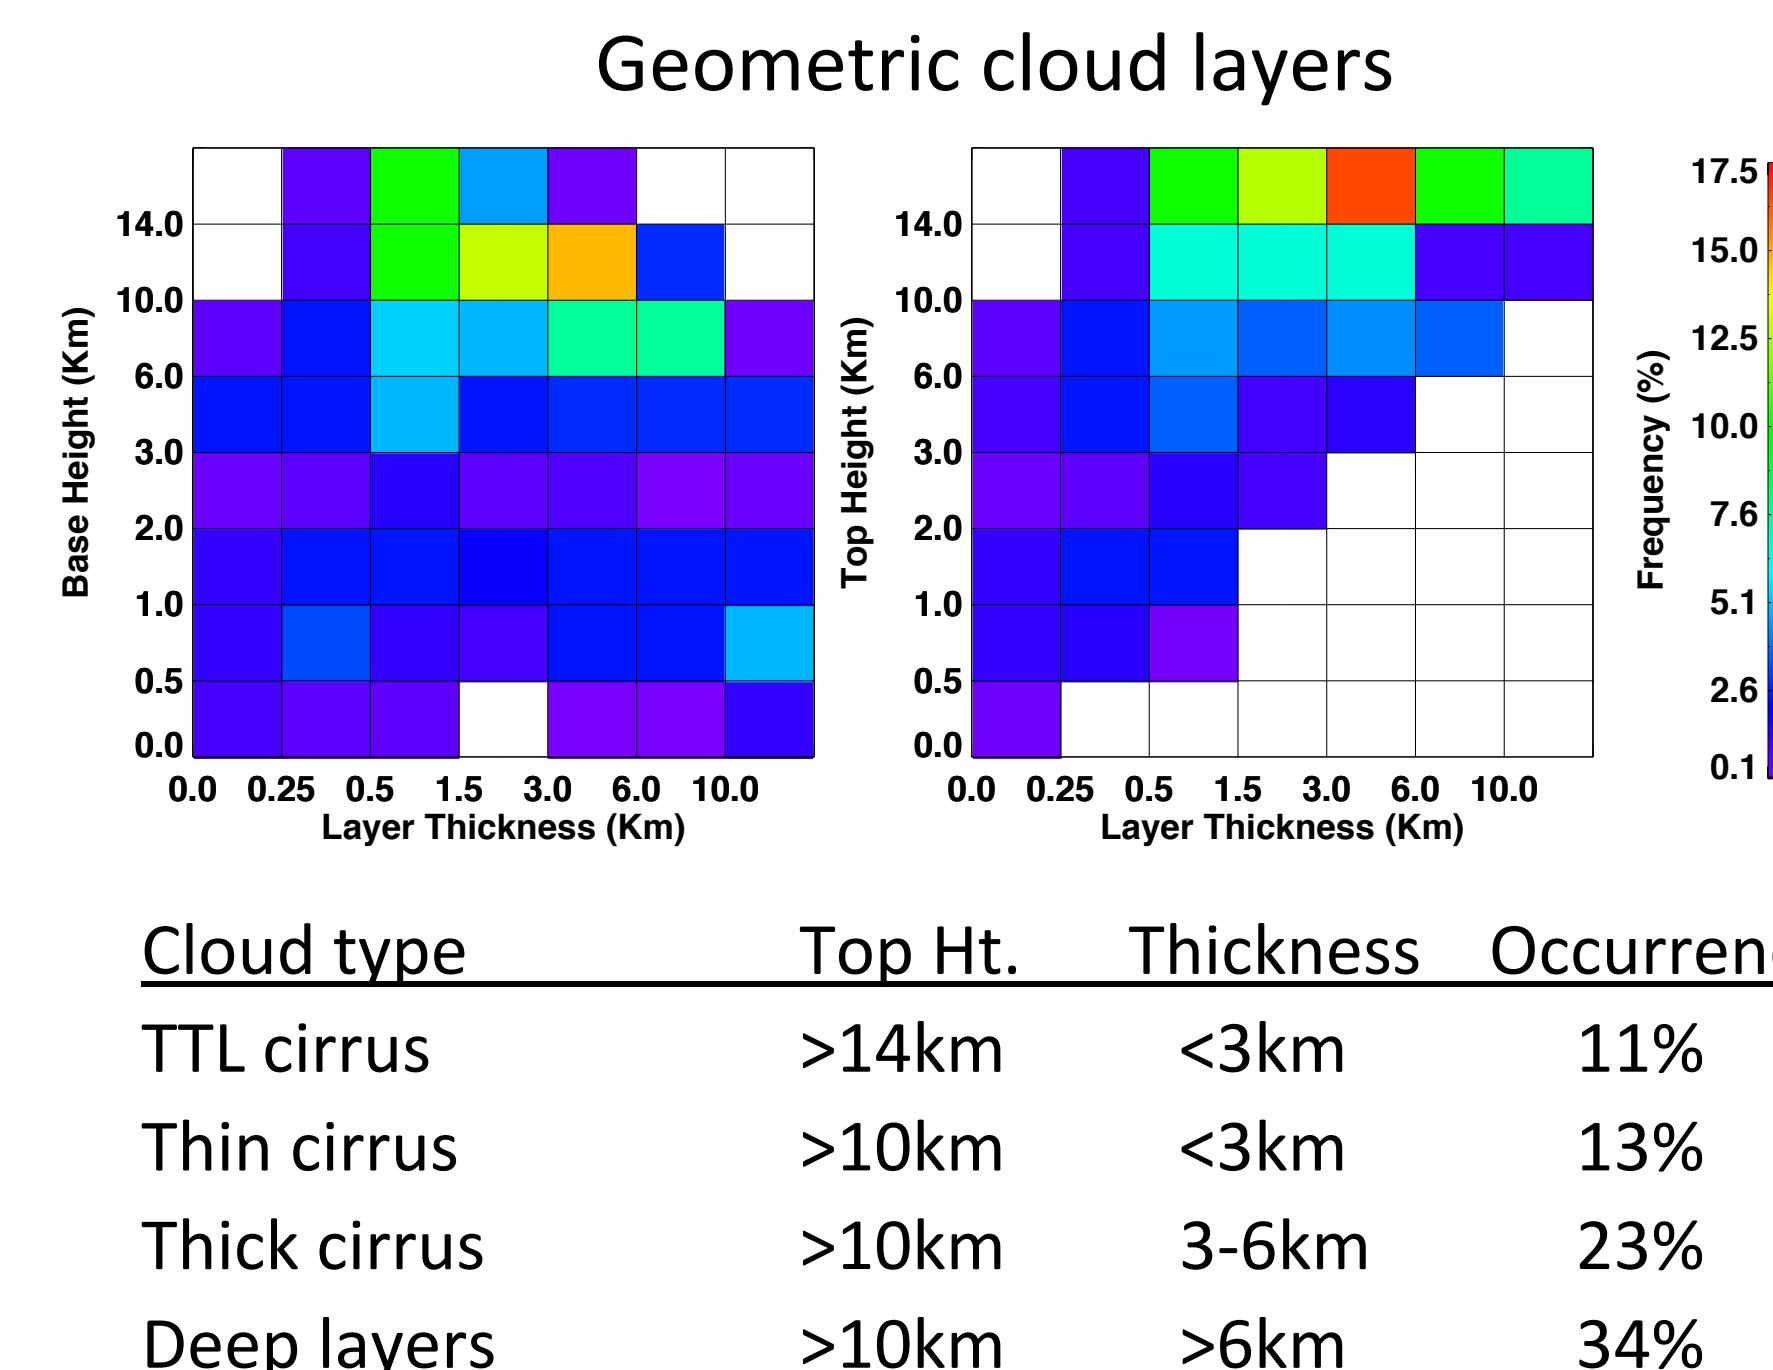 Geometric cloud layers
Base Height (Km)
14.0
10.0
6.0
3.0
2.0
1.0
0.5
0.0
0.0 0.25 0.5 1.5 3.0 6.0 10.0
Layer Thickness (Km)
Top Height (Km)
14.0
10.0
6.0
3.0
2.0
1.0
0.5
0.0
0.0 0.25 0.5 1.5 3.0 6.0 10.0
Layer Thickness (Km)
Frequency (%)
17.5
15.0
12.5
10.0
7.6
5.1
2.6
0.1
Cloud type Top Ht. Thickness Occurren
TTL cirrus >14km <3km 11%
Thin cirrus >10km <3km 13%
Thick cirrus >10km 3-6km 23%
Deep layers >10km >6km 34%